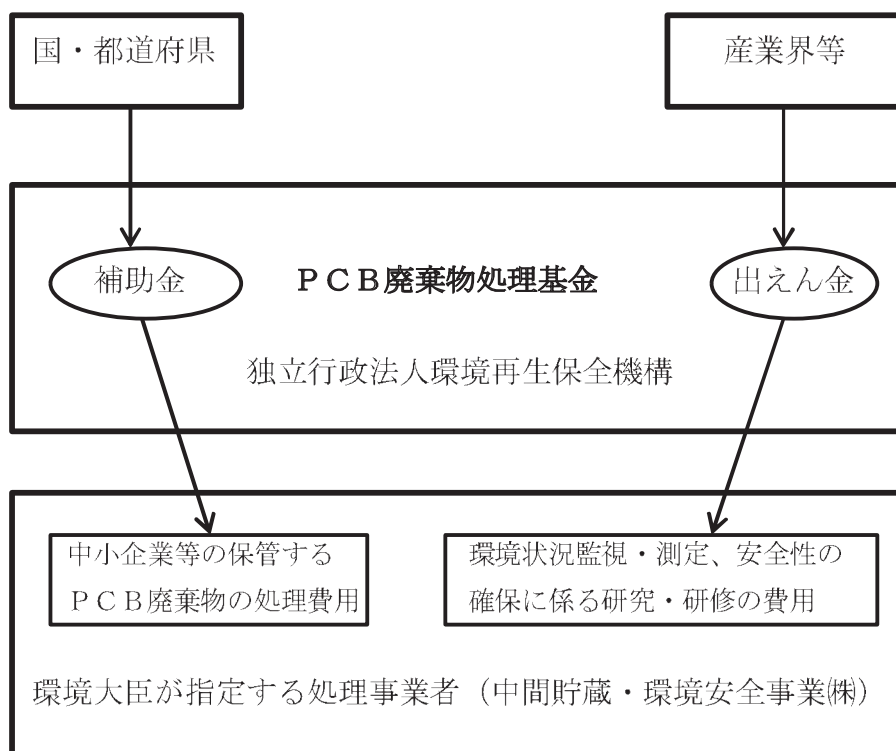 国・都道府県
産業界等
補助金
ＰＣＢ廃棄物処理基金
出えん金
独立行政法人環境再生保全機構
中小企業等の保管する
ＰＣＢ廃棄物の処理費用
環境状況監視・測定、安全性の
確保に係る研究・研修の費用
環境大臣が指定する処理事業者（中間貯蔵・環境安全事業㈱）